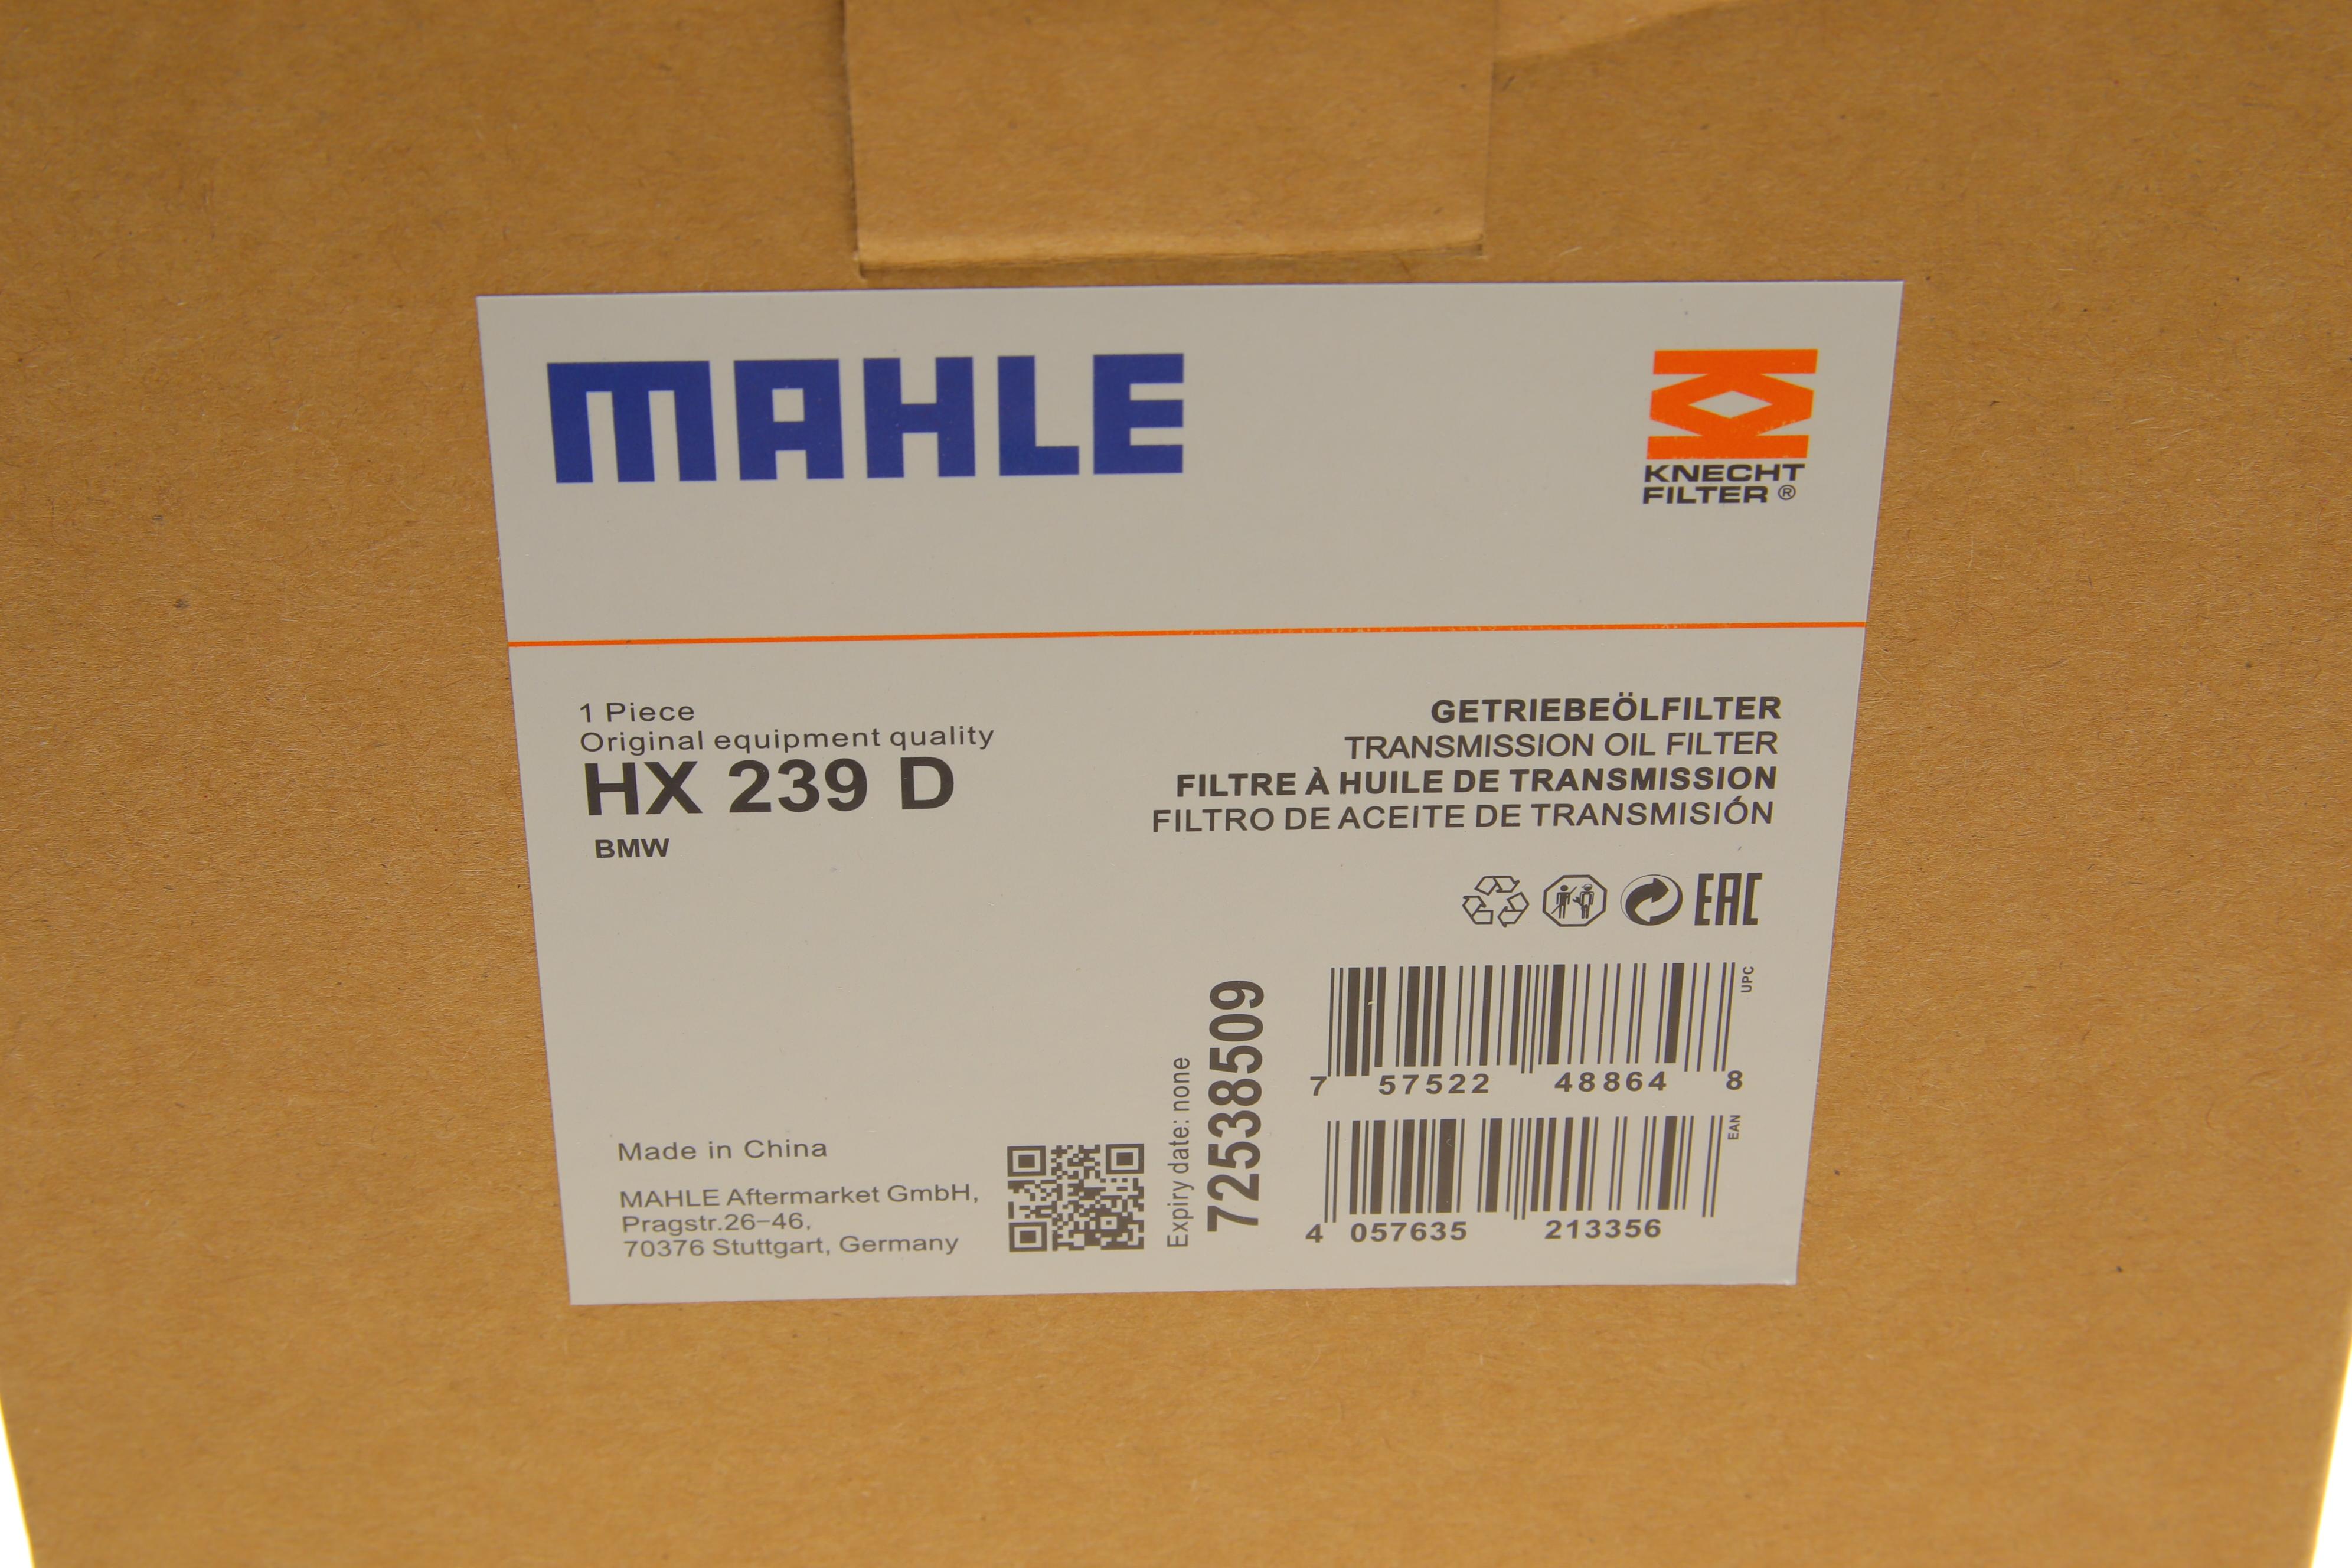 MAHLE
KNECHT
FILTER ®
1 Piece
Original equipment quality
HX 239 D
BMW
GETRIEBEÖLFILTER
TRANSMISSION OIL FILTER
FILTRE À HUILE DE TRANSMISSION
FILTRO DE ACEITE DE TRANSMISIÓN
EAC
UPC
7 57522 48864 8
EAN
4 057635 213356
Expiry date: none
72538509
Made in China
MAHLE Aftermarket GmbH,
Pragstr.26-46,
70376 Stuttgart, Germany